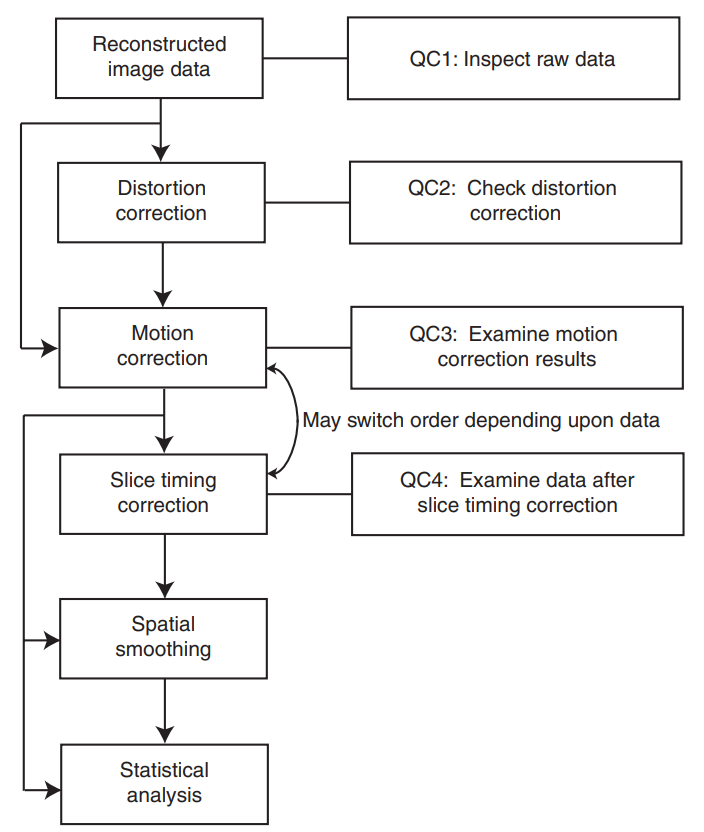 Reconstructed
image data
QC1: Inspect raw data
Distortion
correction
QC2:  Check distortion
correction
Motion
correction
QC3:  Examine motion
correction results
May switch order depending upon data
Slice timing
correction
QC4:  Examine data after
slice timing correction
Spatial
smoothing
Statistical
analysis